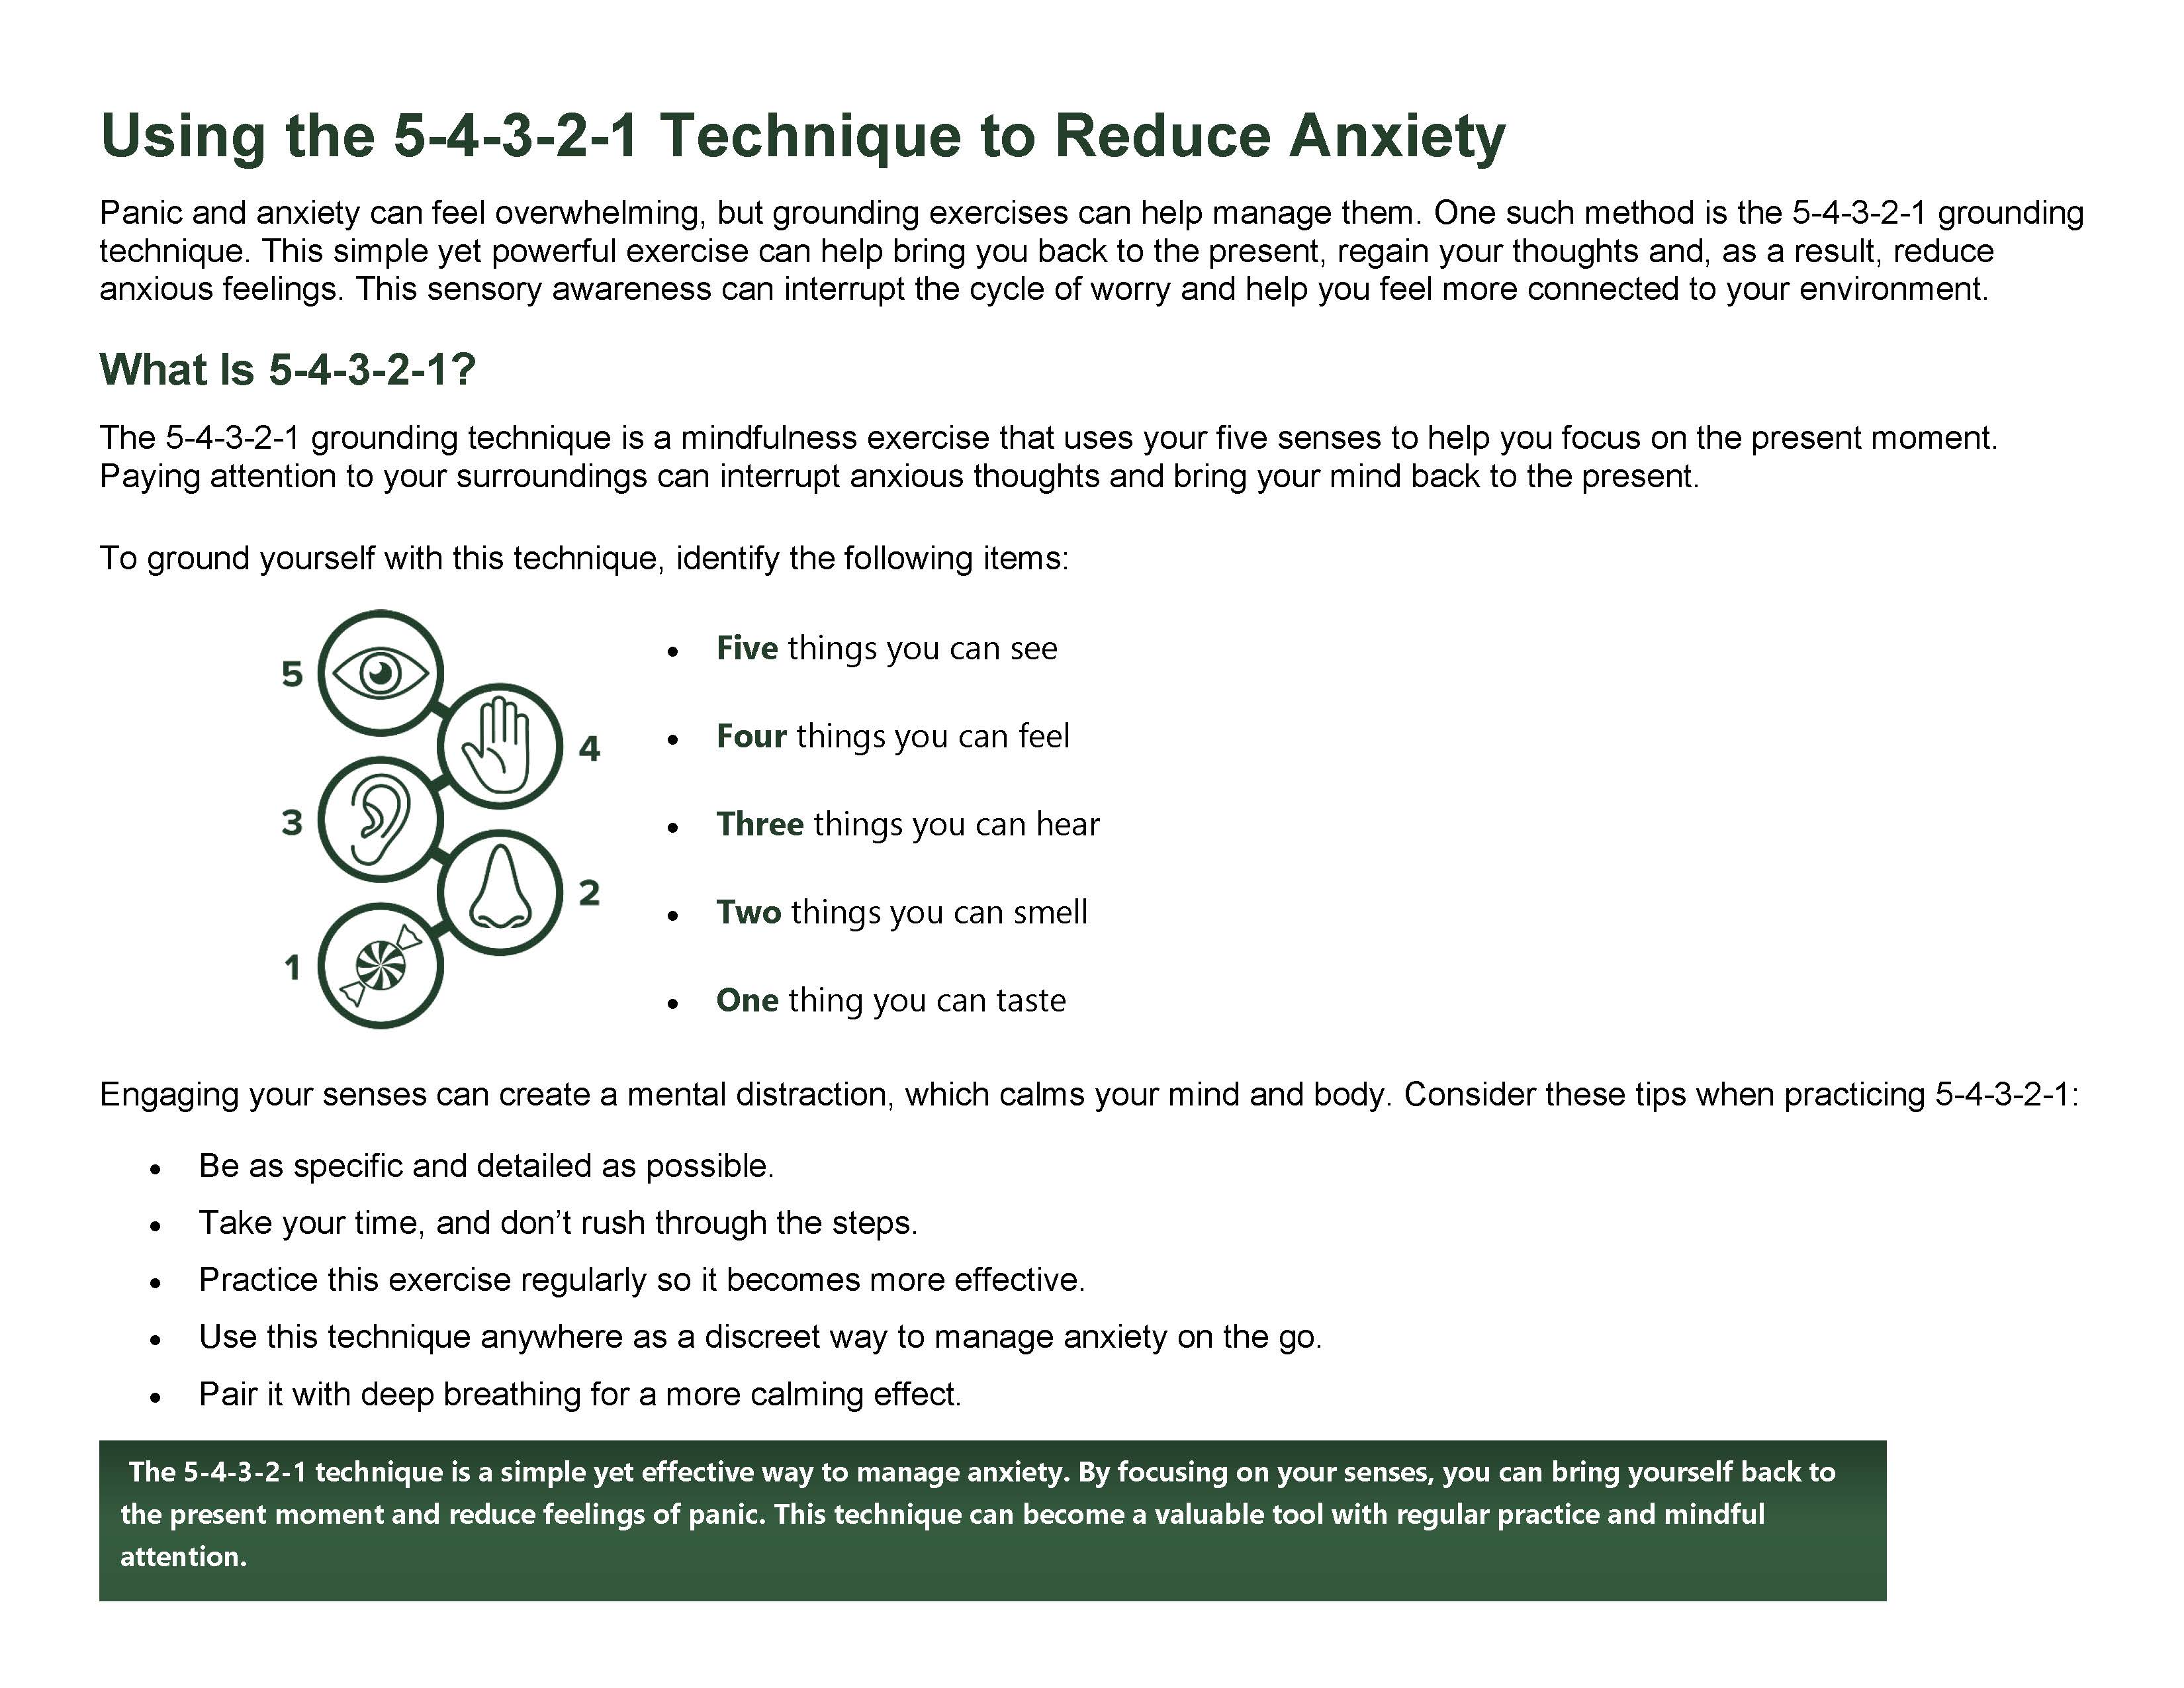 Using the 5-4-3-2-1 Technique to Reduce Anxiety
Panic and anxiety can feel overwhelming, but grounding exercises can help manage them. One such method is the 5-4-3-2-1 grounding
technique. This simple yet powerful exercise can help bring you back to the present, regain your thoughts and, as a result, reduce
anxious feelings. This sensory awareness can interrupt the cycle of worry and help you feel more connected to your environment.
What Is 5-4-3-2-1?
The 5-4-3-2-1 grounding technique is a mindfulness exercise that uses your five senses to help you focus on the present moment.
Paying attention to your surroundings can interrupt anxious thoughts and bring your mind back to the present.
To ground yourself with this technique, identify the following items:
5
4
3
2
1
• Five things you can see
• Four things you can feel
• Three things you can hear
• Two things you can smell
• One thing you can taste
Engaging your senses can create a mental distraction, which calms your mind and body. Consider these tips when practicing 5-4-3-2-1:
• Be as specific and detailed as possible.
• Take your time, and don’t rush through the steps.
• Practice this exercise regularly so it becomes more effective.
• Use this technique anywhere as a discreet way to manage anxiety on the go.
• Pair it with deep breathing for a more calming effect.
The 5-4-3-2-1 technique is a simple yet effective way to manage anxiety. By focusing on your senses, you can bring yourself back to
the present moment and reduce feelings of panic. This technique can become a valuable tool with regular practice and mindful
attention.